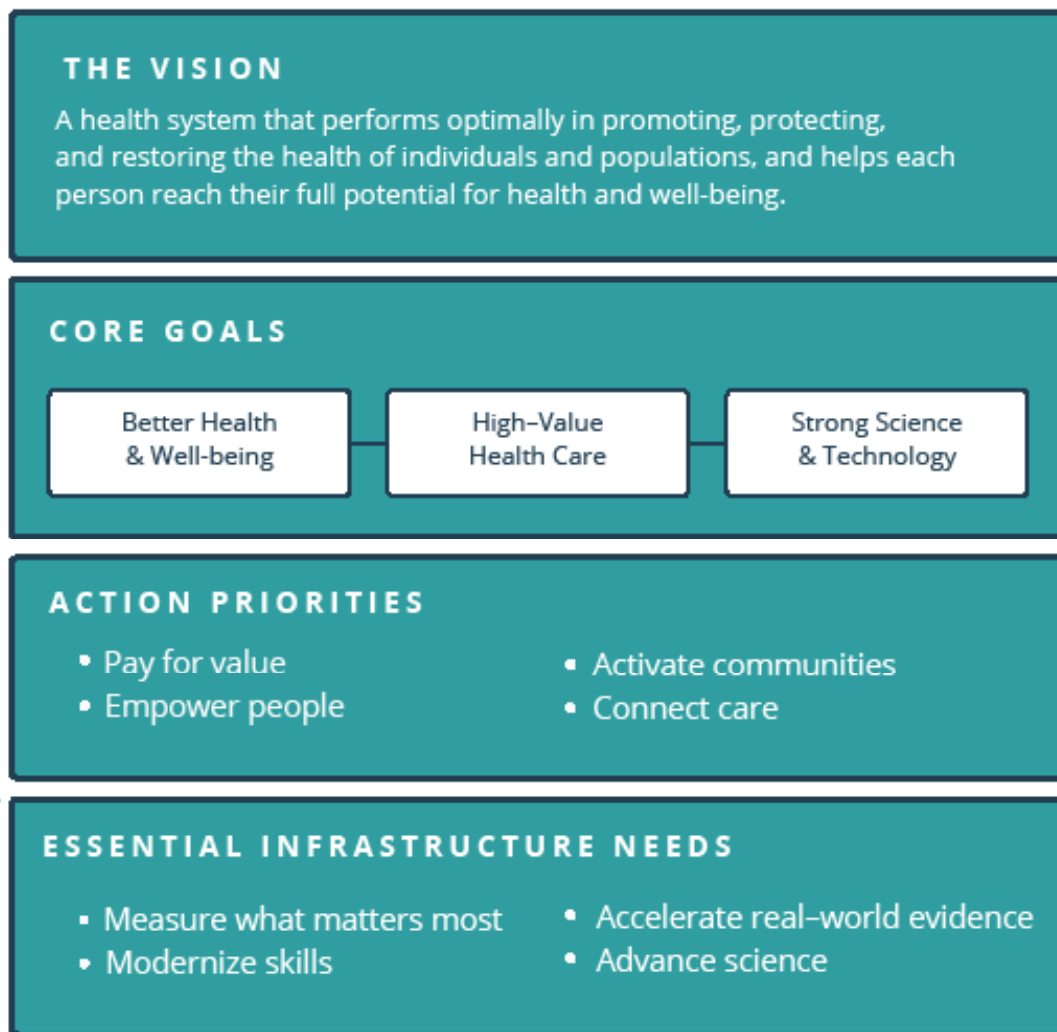 THE VISION
A health system that performs optimally in promoting, protecting,
and restoring the health of individuals and populations, and helps each
person reach their full potential for health and well-being.
CORE GOALS
Better Health
& Well-being
High–Value
Health Care
Strong Science
& Technology
ACTION PRIORITIES
• Pay for value
• Empower people
• Activate communities
• Connect care
ESSENTIAL INFRASTRUCTURE NEEDS
• Measure what matters most
• Modernize skills
• Accelerate real–world evidence
• Advance science